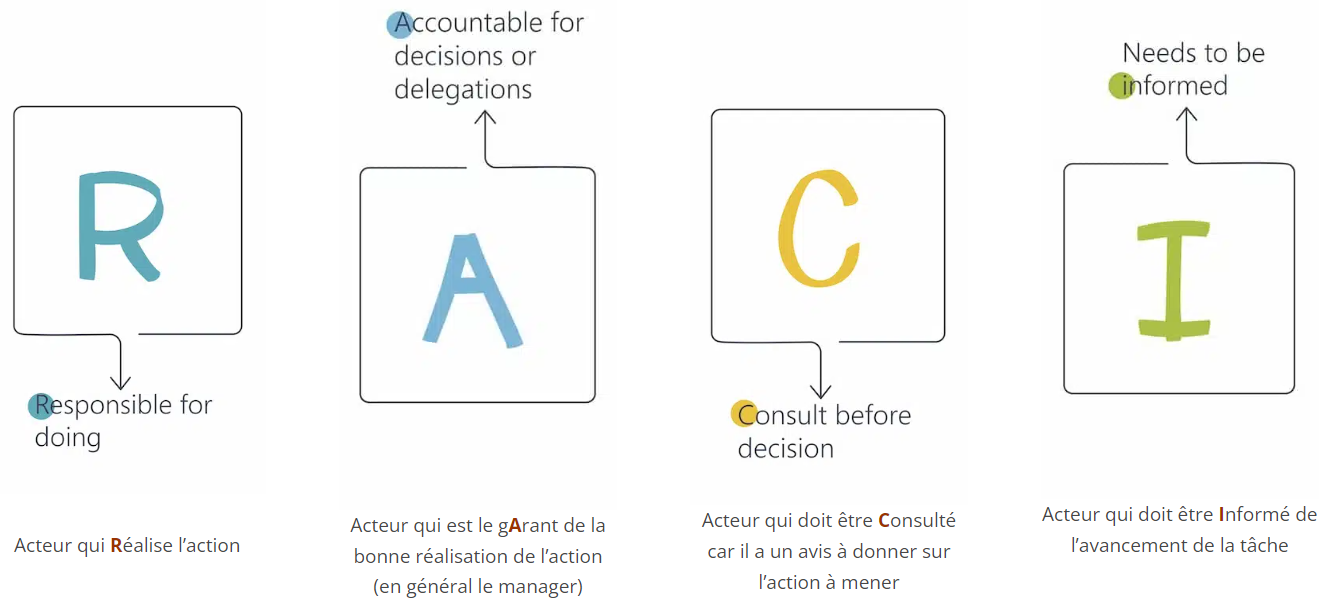 R
Responsible for
doing
Acteur qui Réalise l’action
Accountable for
decisions or
delegations
A
Acteur qui est le gArant de la
bonne réalisation de l’action
(en général le manager)
C
Consult before
decision
Acteur qui doit être Consulté
car il a un avis à donner sur
l’action à mener
Needs to be
informed
I
Acteur qui doit être Informé de
l’avancement de la tâche